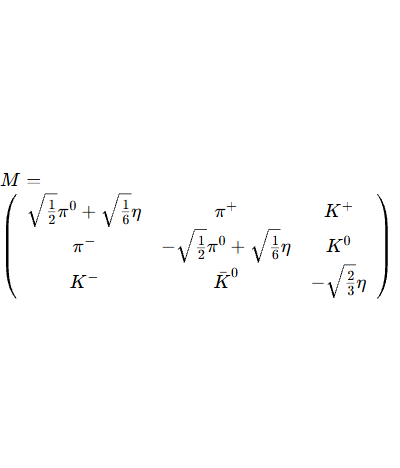 M =
( √(1/2) π⁰ + √(1/6) η    π⁺    K⁺
π⁻    −√(1/2) π⁰ + √(1/6) η    K⁰
K⁻    K̄⁰    −√(2/3) η )